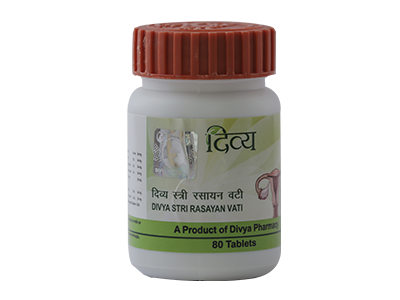 दिव्य
दिव्य स्त्री रसायन वटी
DIVYA STRI RASAYAN VATI
A Product of Divya Pharmacy
80 Tablets